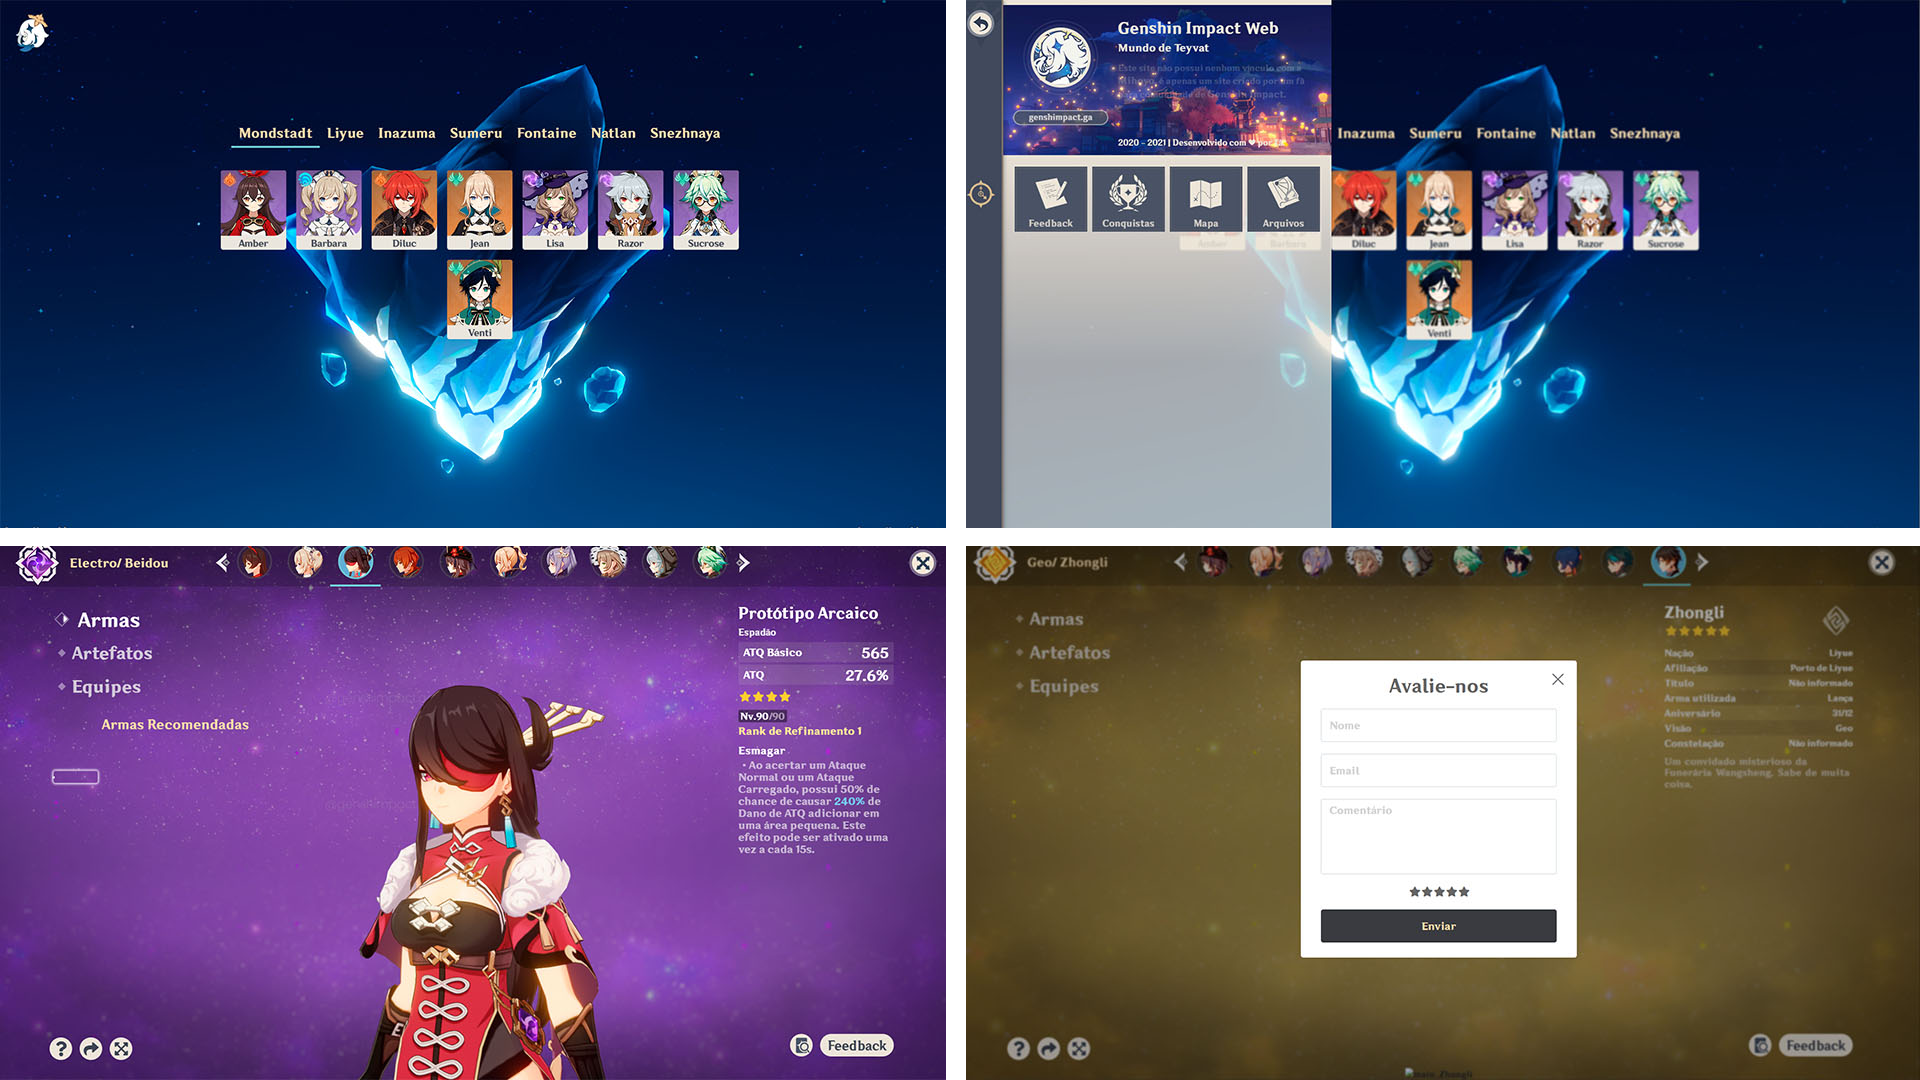 Mondstadt Liyue Inazuma Sumeru Fontaine Natlan Snezhnaya
Amber Barbara Diluc Jean Lisa Razor Sucrose
Venti
Genshin Impact Web
Mundo de Teyvat
Este site não possui nenhum vínculo com a
Mihoyo, é apenas um site criado por um fã
de Genshin Impact.
genshimpact.ga
2020 - 2021 | Desenvolvido com ❤ por
Inazuma Sumeru Fontaine Natlan Snezhnaya
Feedback Conquistas Mapa Arquivos
Amber Barbara Diluc Jean Lisa Razor Sucrose
Venti
Electro/ Beidou
Armas
Artefatos
Equipes
Armas Recomendadas
Protótipo Arcaico
Espadão
ATQ Básico 565
ATQ 27.6%
Nv.90/90
Rank de Refinamento 1
Esmagar
• Ao acertar um Ataque
Normal ou um Ataque
Carregado, possui 50% de
chance de causar 240% de
Dano de ATQ adicionar em
uma área pequena. Este
efeito pode ser ativado uma
vez a cada 15s.
?
Feedback
Geo/ Zhongli
Armas
Artefatos
Equipes
Zhongli
Nação Liyue
Afiliação Porto de Liyue
Título Não informado
Arma utilizada Lança
Aniversário 31/12
Visão Geo
Constelação Não informado
Um convidado misterioso da
Funerária Wangsheng. Sabe de muita
coisa.
Avalie-nos
Nome
Email
Comentário
Enviar
?
Feedback